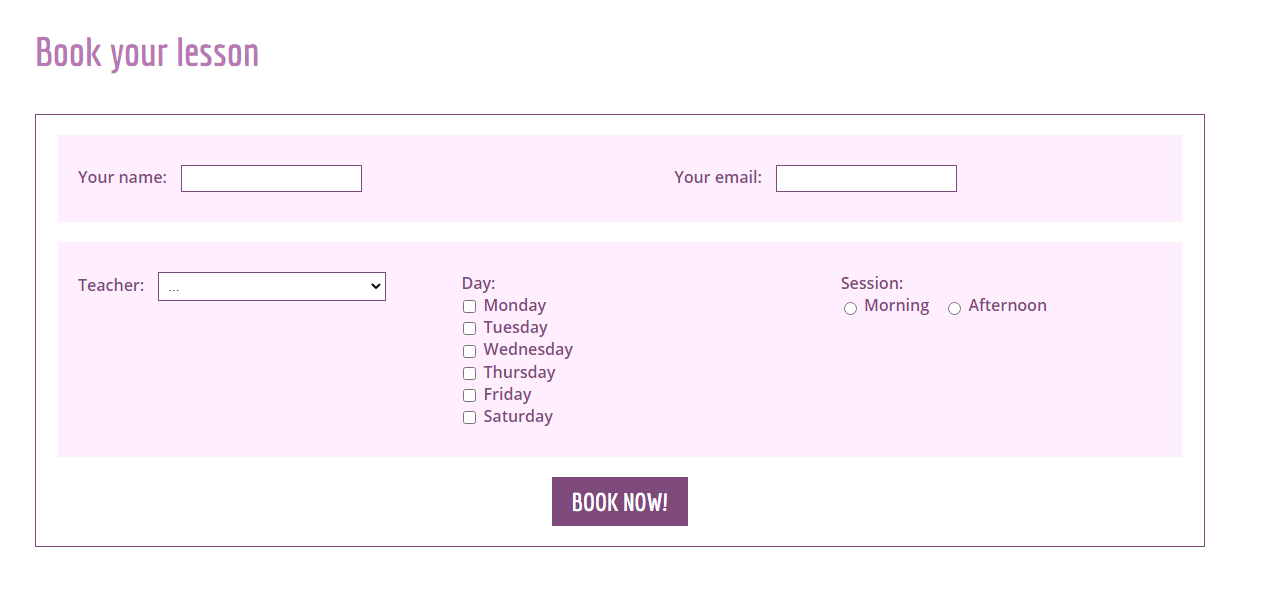 Book your lesson
Your name: Your email:
Teacher: ...
Day:
Monday
Tuesday
Wednesday
Thursday
Friday
Saturday
Session:
Morning Afternoon
BOOK NOW!